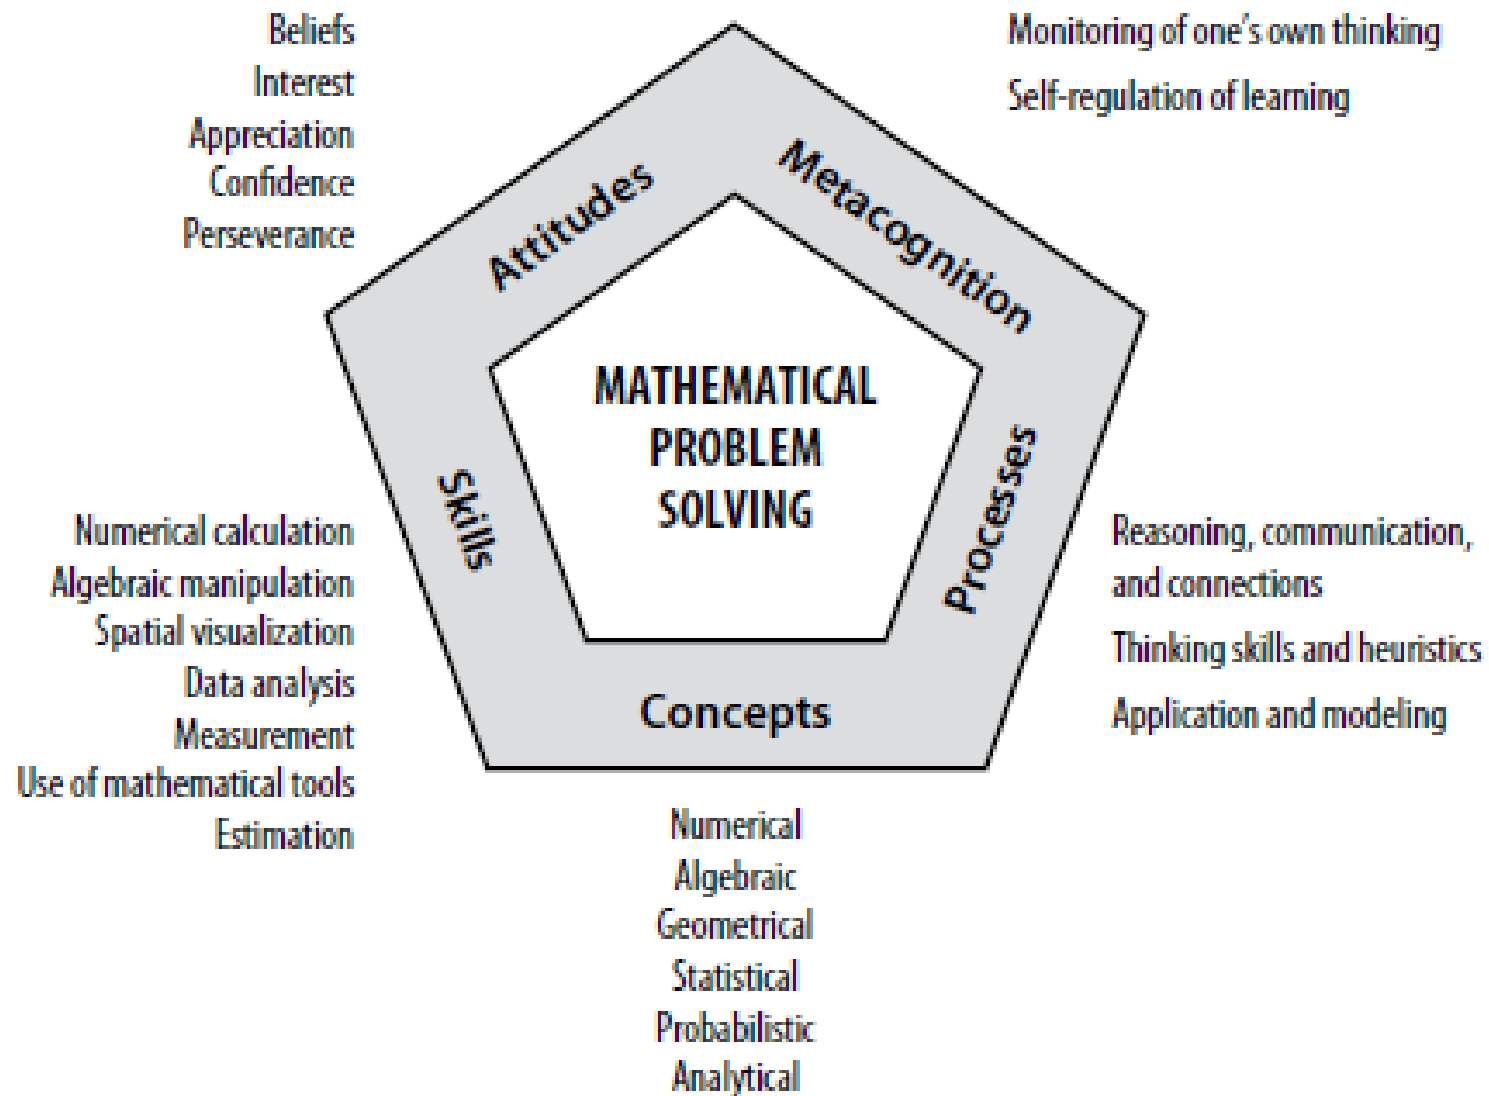 Beliefs
Interest
Appreciation
Confidence
Perseverance
Monitoring of one's own thinking
Self-regulation of learning
Attitudes
Metacognition
MATHEMATICAL
PROBLEM
SOLVING
Skills
Processes
Concepts
Numerical calculation
Algebraic manipulation
Spatial visualization
Data analysis
Measurement
Use of mathematical tools
Estimation
Reasoning, communication,
and connections
Thinking skills and heuristics
Application and modeling
Numerical
Algebraic
Geometrical
Statistical
Probabilistic
Analytical